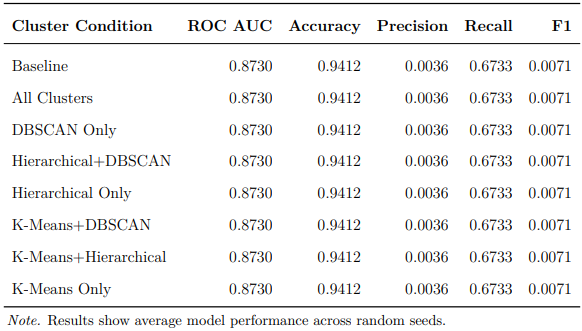 Cluster Condition ROC AUC Accuracy Precision Recall F1
Baseline 0.8730 0.9412 0.0036 0.6733 0.0071
All Clusters 0.8730 0.9412 0.0036 0.6733 0.0071
DBSCAN Only 0.8730 0.9412 0.0036 0.6733 0.0071
Hierarchical+DBSCAN 0.8730 0.9412 0.0036 0.6733 0.0071
Hierarchical Only 0.8730 0.9412 0.0036 0.6733 0.0071
K-Means+DBSCAN 0.8730 0.9412 0.0036 0.6733 0.0071
K-Means+Hierarchical 0.8730 0.9412 0.0036 0.6733 0.0071
K-Means Only 0.8730 0.9412 0.0036 0.6733 0.0071
Note. Results show average model performance across random seeds.